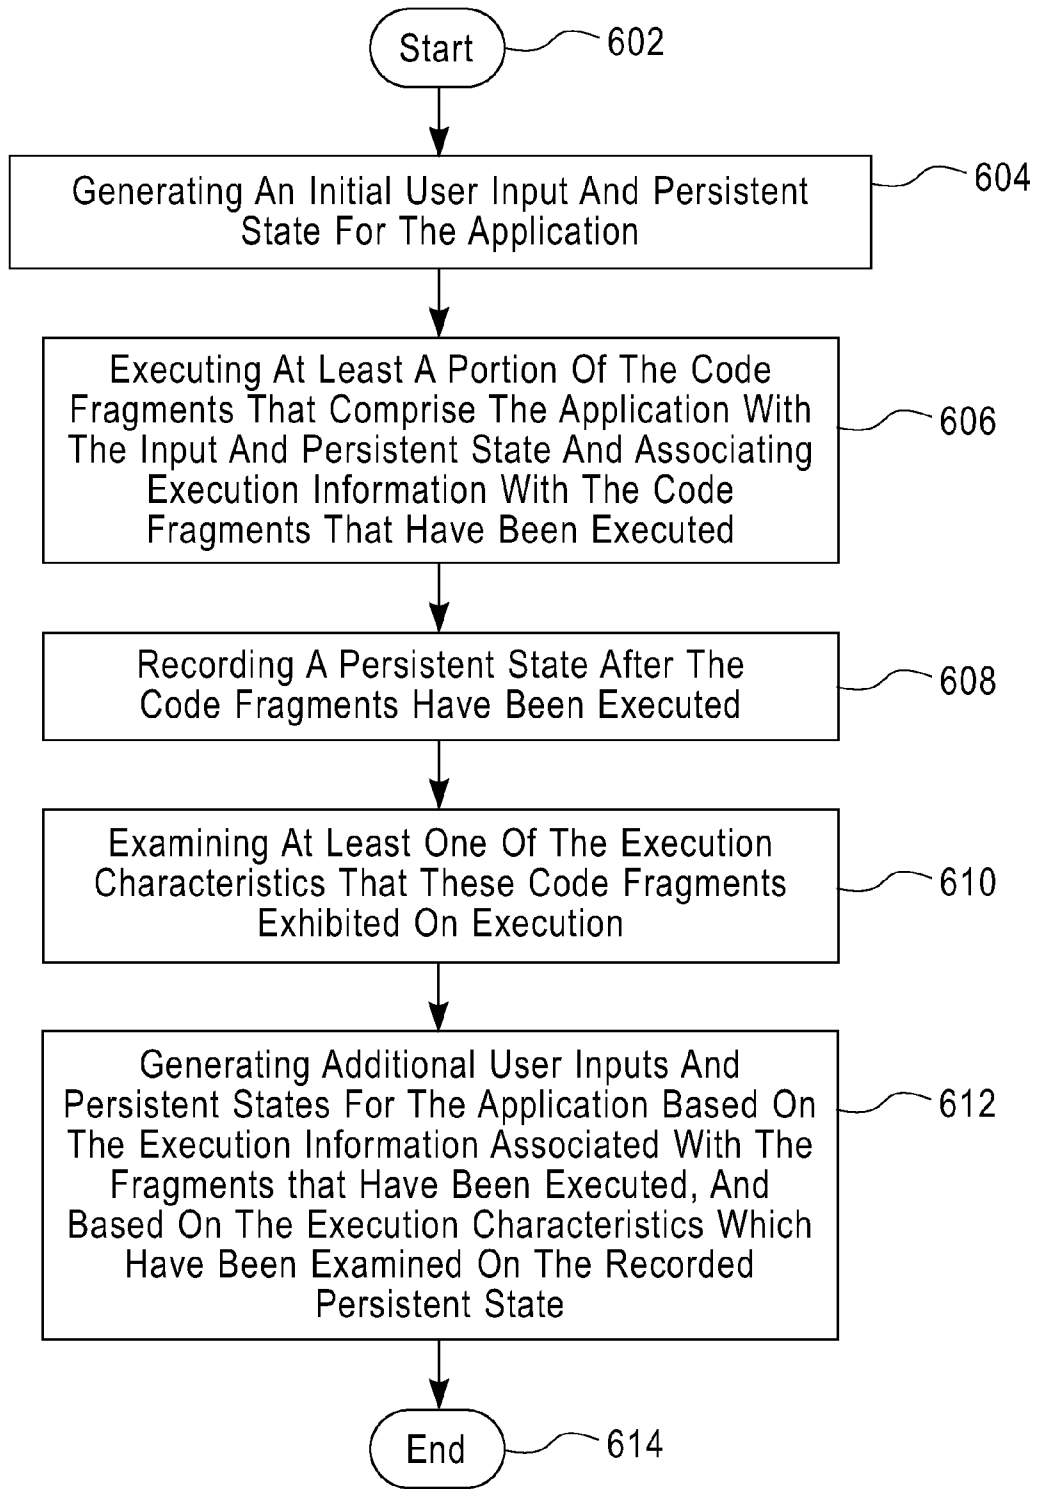 Start
602
Generating An Initial User Input And Persistent
State For The Application
604
Executing At Least A Portion Of The Code
Fragments That Comprise The Application With
The Input And Persistent State And Associating
Execution Information With The Code
Fragments That Have Been Executed
606
Recording A Persistent State After The
Code Fragments Have Been Executed
608
Examining At Least One Of The Execution
Characteristics That These Code Fragments
Exhibited On Execution
610
Generating Additional User Inputs And
Persistent States For The Application Based On
The Execution Information Associated With The
Fragments that Have Been Executed, And
Based On The Execution Characteristics Which
Have Been Examined On The Recorded
Persistent State
612
End
614